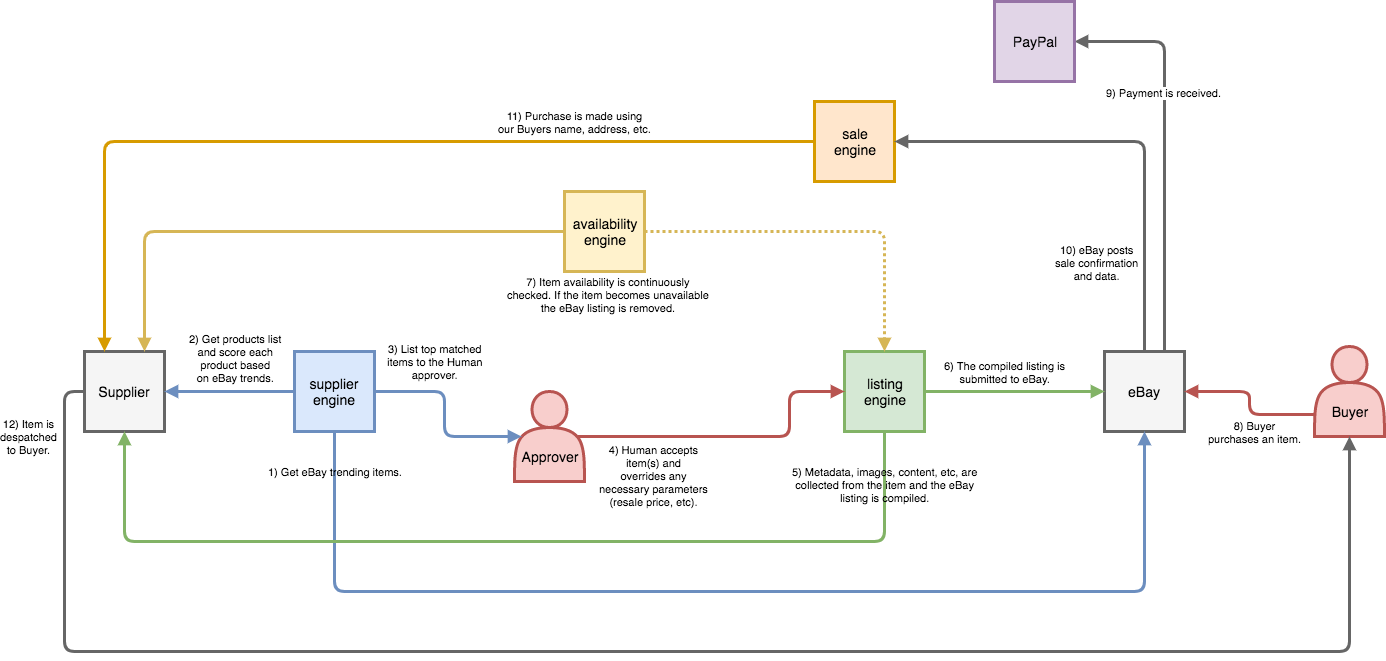 PayPal
9) Payment is received.
11) Purchase is made using
our Buyers name, address, etc.
sale
engine
availability
engine
10) eBay posts
sale confirmation
and data.
7) Item availability is continuously
checked. If the item becomes unavailable
the eBay listing is removed.
2) Get products list
and score each
product based
on eBay trends.
3) List top matched
items to the Human
approver.
6) The compiled listing is
submitted to eBay.
Supplier
supplier
engine
listing
engine
eBay
Buyer
12) Item is
despatched
to Buyer.
8) Buyer
purchases an item.
Approver
1) Get eBay trending items.
4) Human accepts
item(s) and
overrides any
necessary parameters
(resale price, etc).
5) Metadata, images, content, etc, are
collected from the item and the eBay
listing is compiled.